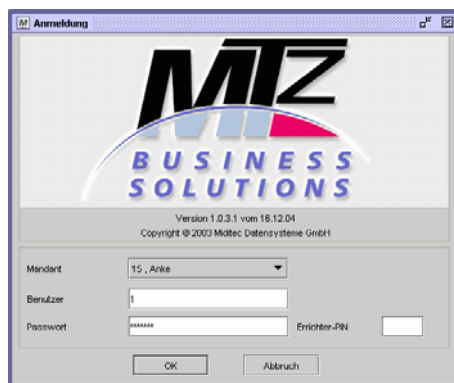 Anmeldung
MTZ
BUSINESS
SOLUTIONS
Version 1.0.3.1 vom 16.12.04
Copyright @ 2003 Miditec Datensysteme GmbH
Mandant 15 , Anke
Benutzer 1
Passwort ******* Errichter-PIN
OK Abbruch